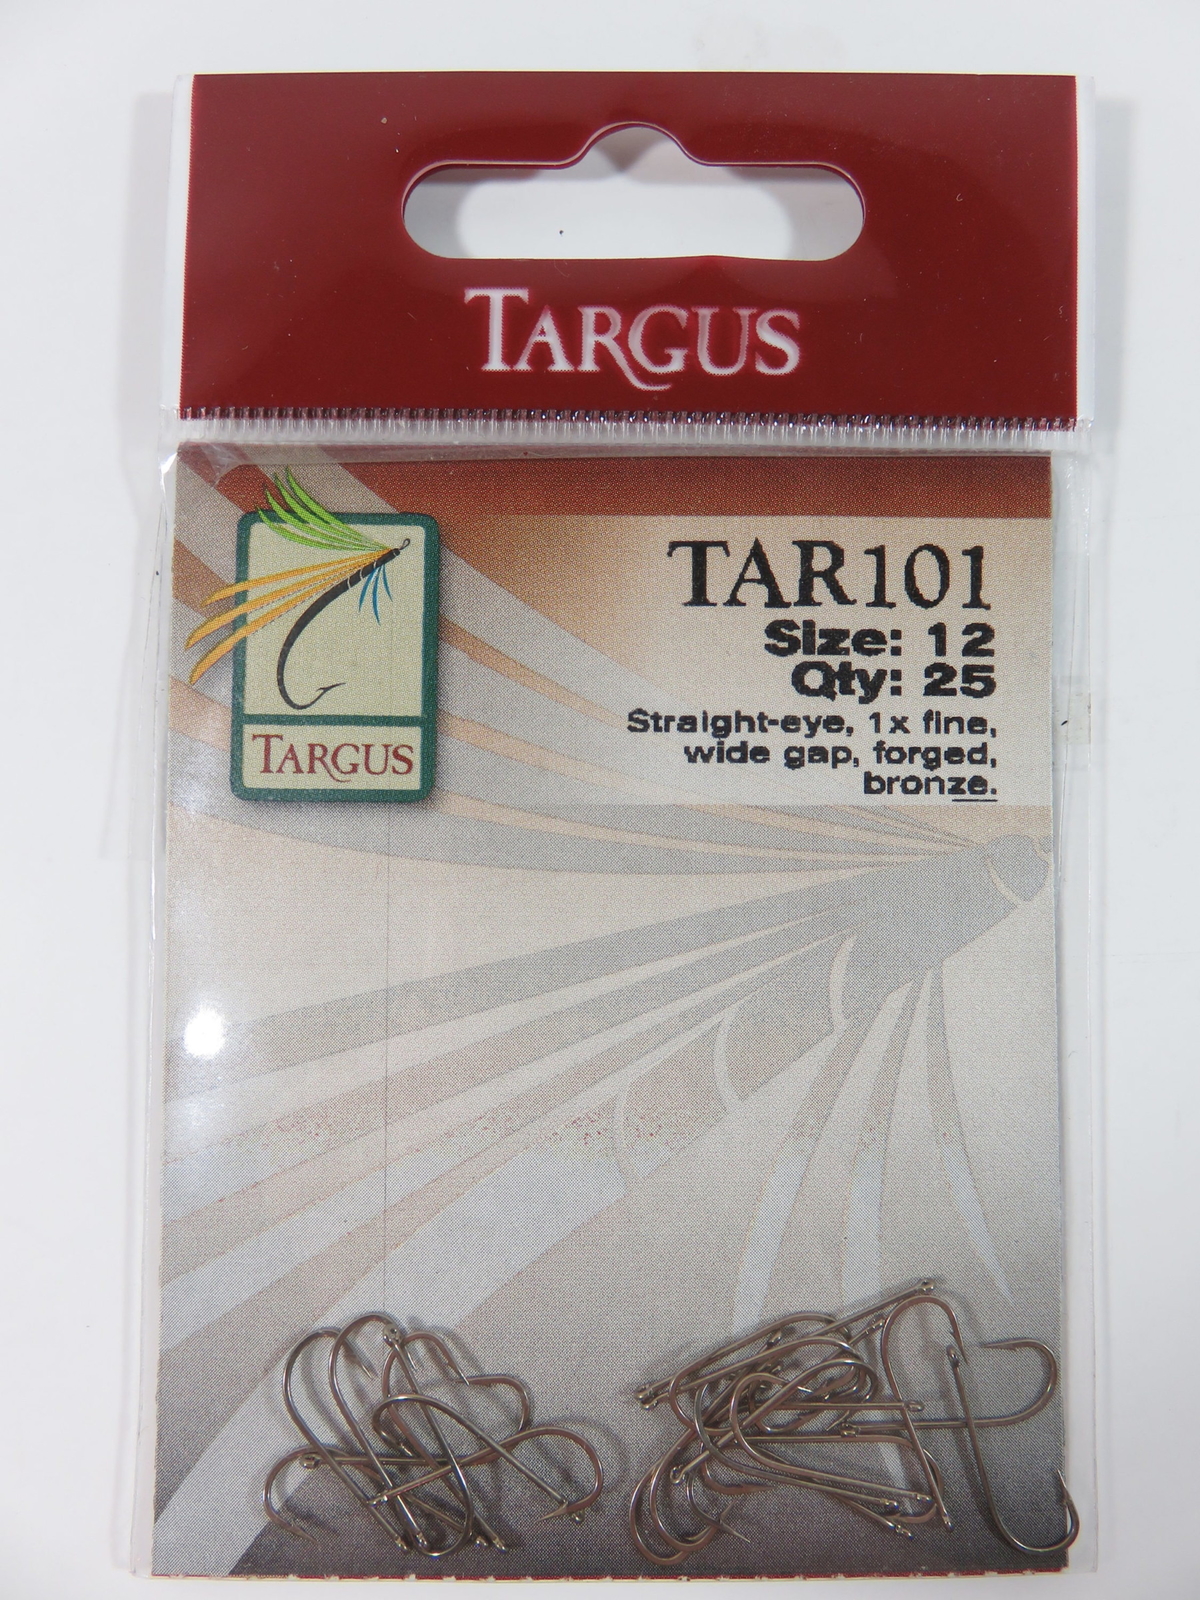 TARGUS
TAR101
Size: 12
Qty: 25
Straight-eye, 1x fine,
wide gap, forged,
bronze.
TARGUS